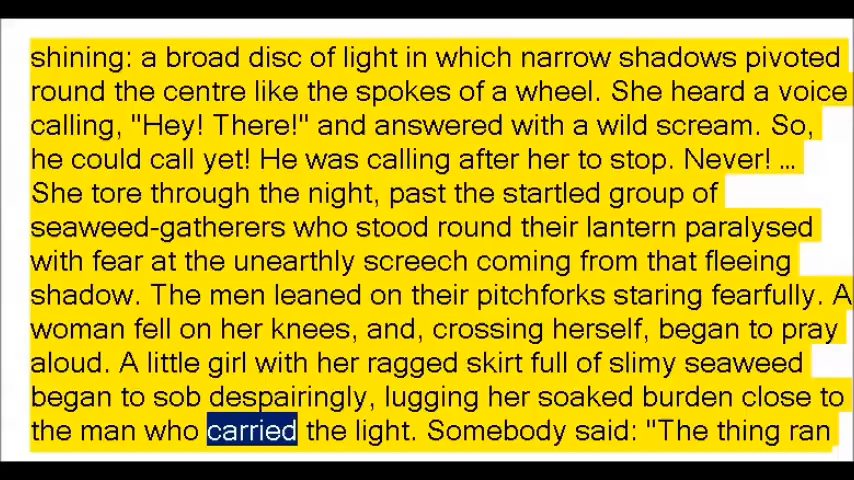 shining: a broad disc of light in which narrow shadows pivoted
round the centre like the spokes of a wheel. She heard a voice
calling, "Hey! There!" and answered with a wild scream. So,
he could call yet! He was calling after her to stop. Never! ...
She tore through the night, past the startled group of
seaweed-gatherers who stood round their lantern paralysed
with fear at the unearthly screech coming from that fleeing
shadow. The men leaned on their pitchforks staring fearfully. A
woman fell on her knees, and, crossing herself, began to pray
aloud. A little girl with her ragged skirt full of slimy seaweed
began to sob despairingly, lugging her soaked burden close to
the man who carried the light. Somebody said: "The thing ran